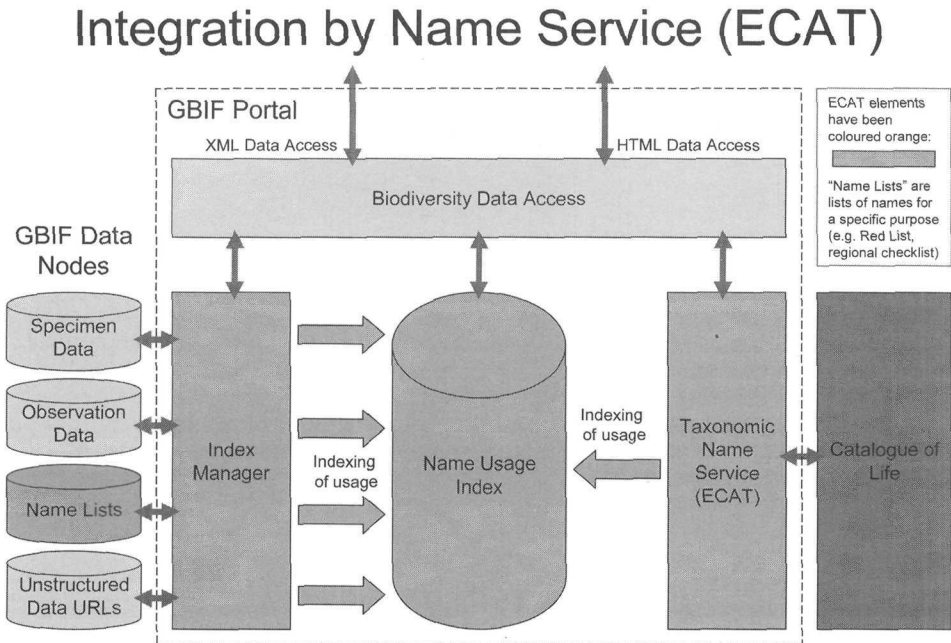 Integration by Name Service (ECAT)
GBIF Portal
XML Data Access
HTML Data Access
Biodiversity Data Access
ECAT elements
have been
coloured orange:
"Name Lists" are
lists of names for
a specific purpose
(e.g. Red List,
regional checklist)
GBIF Data
Nodes
Specimen
Data
Observation
Data
Name Lists
Unstructured
Data URLs
Index
Manager
Indexing
of usage
Name Usage
Index
Indexing
of usage
Taxonomic
Name
Service
(ECAT)
Catalogue of
Life